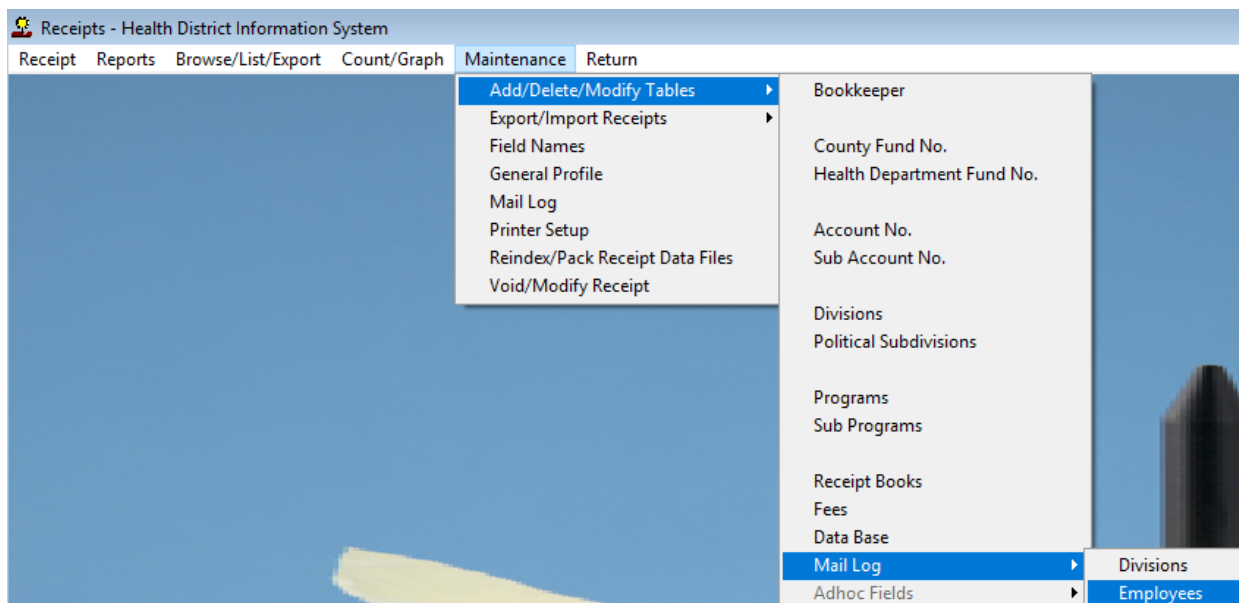 Receipts - Health District Information System
Receipt Reports Browse/List/Export Count/Graph Maintenance Return
Add/Delete/Modify Tables
Export/Import Receipts
Field Names
General Profile
Mail Log
Printer Setup
Reindex/Pack Receipt Data Files
Void/Modify Receipt
Bookkeeper
County Fund No.
Health Department Fund No.
Account No.
Sub Account No.
Divisions
Political Subdivisions
Programs
Sub Programs
Receipt Books
Fees
Data Base
Mail Log
Adhoc Fields
Divisions
Employees